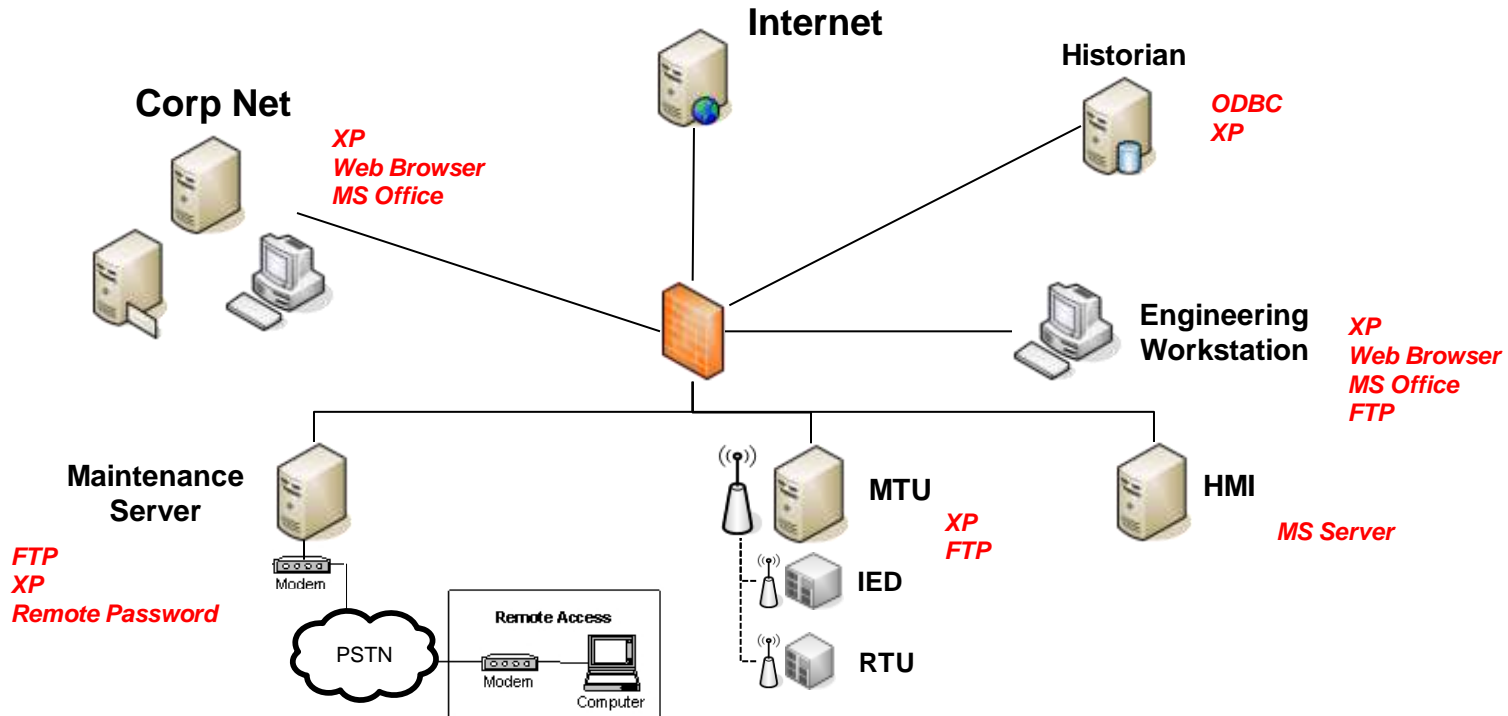 Internet
Historian
ODBC
XP
Corp Net
XP
Web Browser
MS Office
Engineering
Workstation
XP
Web Browser
MS Office
FTP
Maintenance
Server
FTP
XP
Remote Password
Modem
PSTN
Remote Access
Modem
Computer
MTU
XP
FTP
IED
RTU
HMI
MS Server